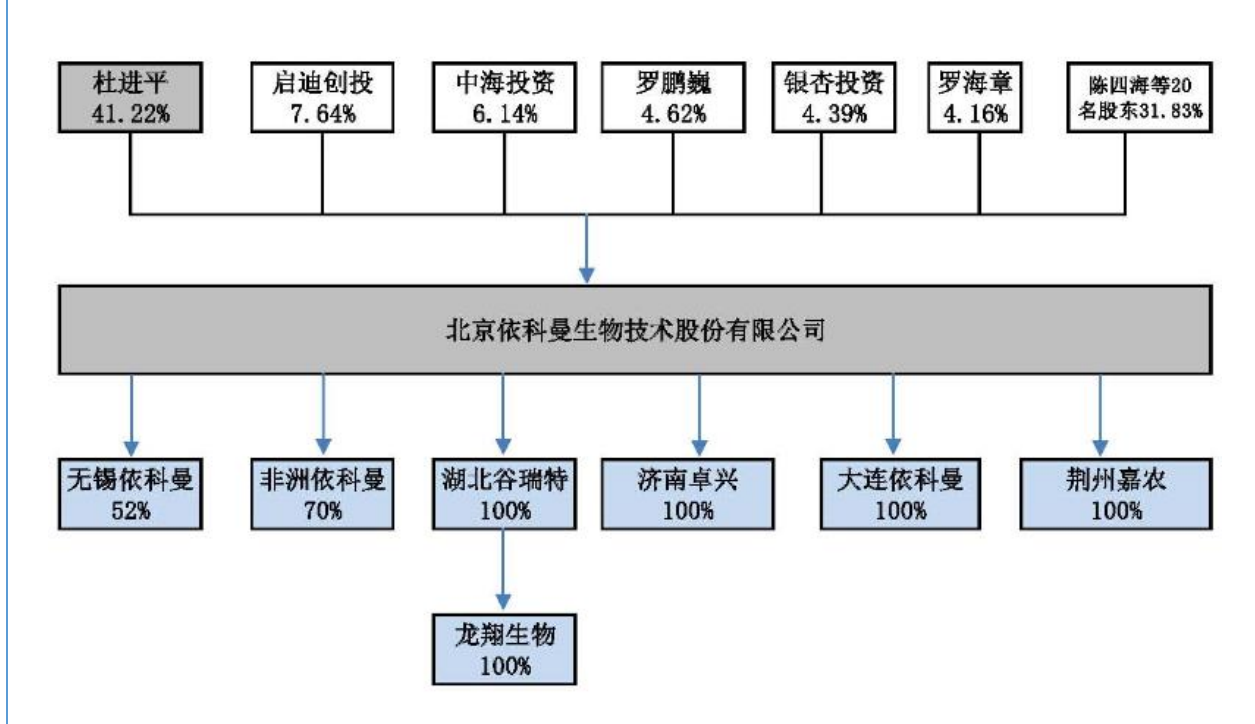 杜进平
41.22%
启迪创投
7.64%
中海投资
6.14%
罗鹏巍
4.62%
银杏投资
4.39%
罗海章
4.16%
陈四海等20
名股东31.83%
北京依科曼生物技术股份有限公司
无锡依科曼
52%
非洲依科曼
70%
湖北谷瑞特
100%
济南卓兴
100%
大连依科曼
100%
荆州嘉农
100%
龙翔生物
100%